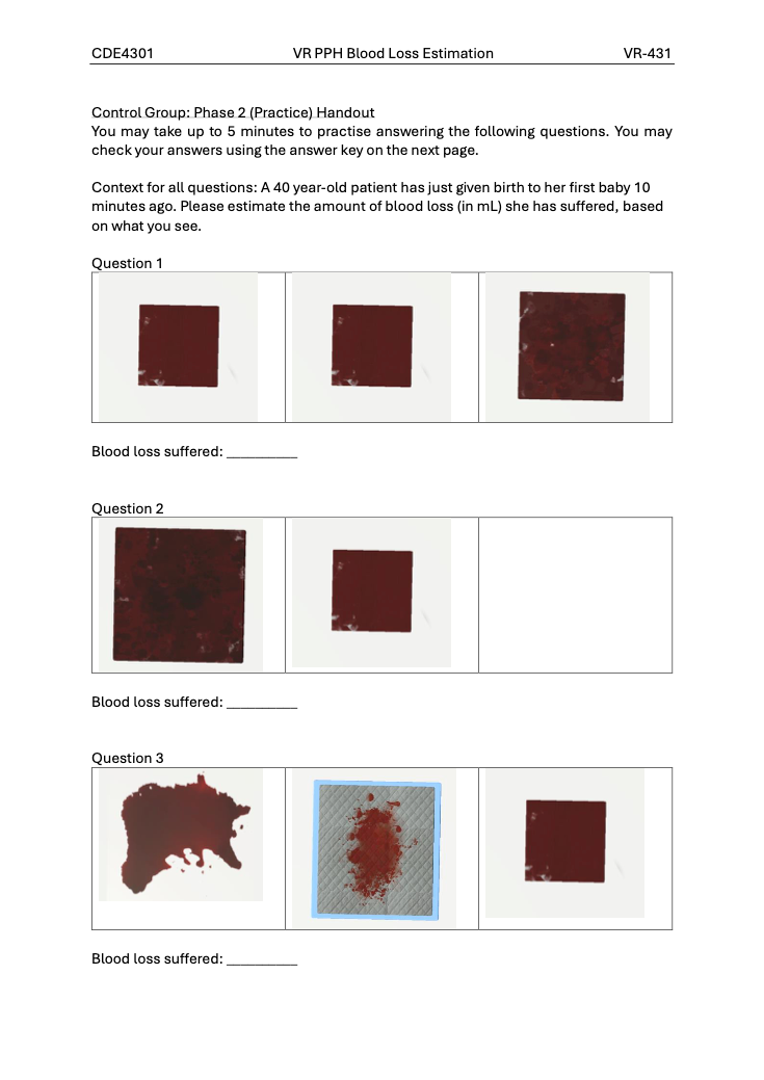 CDE4301 VR PPH Blood Loss Estimation VR-431
Control Group: Phase 2 (Practice) Handout
You may take up to 5 minutes to practise answering the following questions. You may
check your answers using the answer key on the next page.
Context for all questions: A 40 year-old patient has just given birth to her first baby 10
minutes ago. Please estimate the amount of blood loss (in mL) she has suffered, based
on what you see.
Question 1
Blood loss suffered: __________
Question 2
Blood loss suffered: __________
Question 3
Blood loss suffered: __________